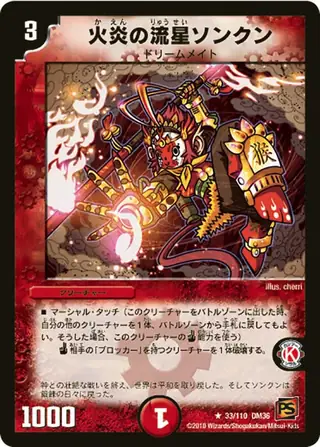 3
かえん りゅうせい
火炎の流星ソンクン
ドリームメイト
猴
illus. cherri
クリーチャー
■ マーシャル・タッチ（このクリーチャーをバトルゾーンに出した時、
自分の他のクリーチャーを1体、バトルゾーンから手札に戻してもよ
い。そうした場合、このクリーチャーの能力を使う）
相手の「ブロッカー」を持つクリーチャーを1体破壊する。
K
幹との壮絶な戦いを終え、世界は平和を取り戻した。そしてソンクンは
鍛錬の日々に戻った。
1000
1
★ 33/110 DM36
©2010 Wizards/Shogakukan/Mitsui-Kids
PS